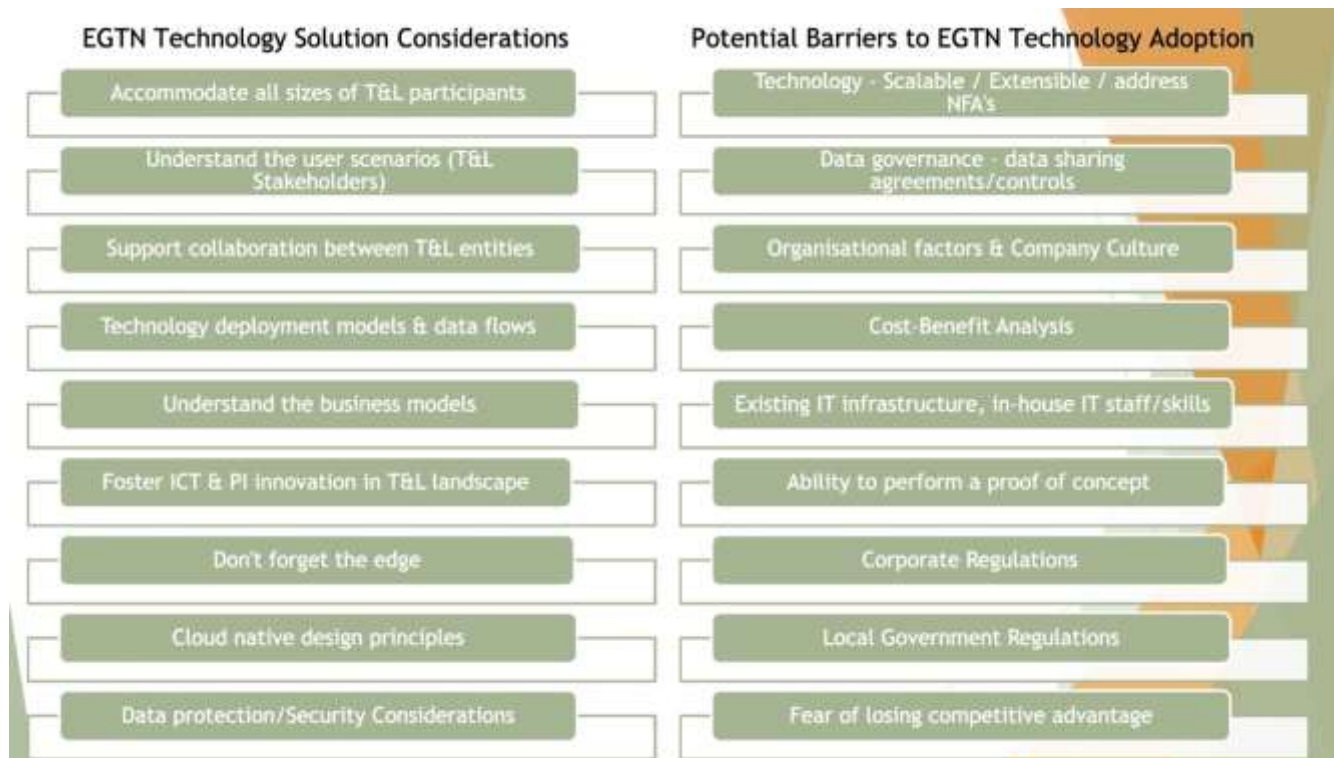 EGTN Technology Solution Considerations
Accommodate all sizes of T&L participants
Understand the user scenarios (T&L
Stakeholders)
Support collaboration between T&L entities
Technology deployment models & data flows
Understand the business models
Foster ICT & PI innovation in T&L landscape
Don't forget the edge
Cloud native design principles
Data protection/Security Considerations
Potential Barriers to EGTN Technology Adoption
Technology - Scalable / Extensible / address
NFA's
Data governance - data sharing
agreements/controls
Organisational factors & Company Culture
Cost-Benefit Analysis
Existing IT infrastructure, in-house IT staff/skills
Ability to perform a proof of concept
Corporate Regulations
Local Government Regulations
Fear of losing competitive advantage